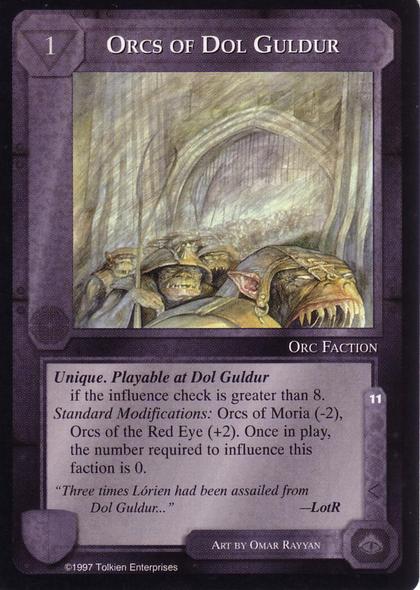 1
ORCS OF DOL GULDUR
ORC FACTION
Unique. Playable at Dol Guldur
if the influence check is greater than 8.
Standard Modifications: Orcs of Moria (-2),
Orcs of the Red Eye (+2). Once in play,
the number required to influence this
faction is 0.
11
"Three times Lórien had been assailed from
Dol Guldur..." —LotR
ART BY OMAR RAYYAN
©1997 Tolkien Enterprises